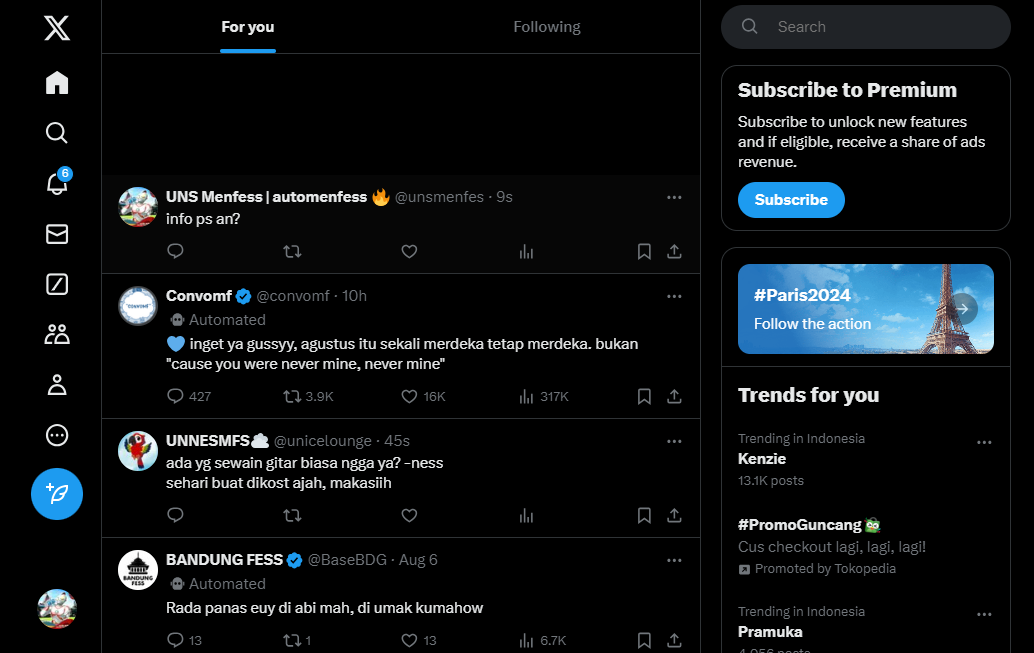 For you
Following
Search
6
Subscribe to Premium
Subscribe to unlock new features
and if eligible, receive a share of ads
revenue.
Subscribe
UNS Menfess | automenfess 🔥 @unsmenfes · 9s
info ps an?
Convomf @convomf · 10h
Automated
💙 inget ya gussyy, agustus itu sekali merdeka tetap merdeka. bukan
"cause you were never mine, never mine"
427 3.9K 16K 317K
UNNESMFS☁️ @unicelounge · 45s
ada yg sewain gitar biasa ngga ya? -ness
sehari buat dikost ajah, makasiih
BANDUNG FESS @BaseBDG · Aug 6
Automated
Rada panas euy di abi mah, di umak kumahow
13 1 13 6.7K
"CONVOMF"
BANDUNG
FESS
#Paris2024
Follow the action
Trends for you
Trending in Indonesia
Kenzie
13.1K posts
#PromoGuncang
Cus checkout lagi, lagi, lagi!
Promoted by Tokopedia
Trending in Indonesia
Pramuka
4,056 posts